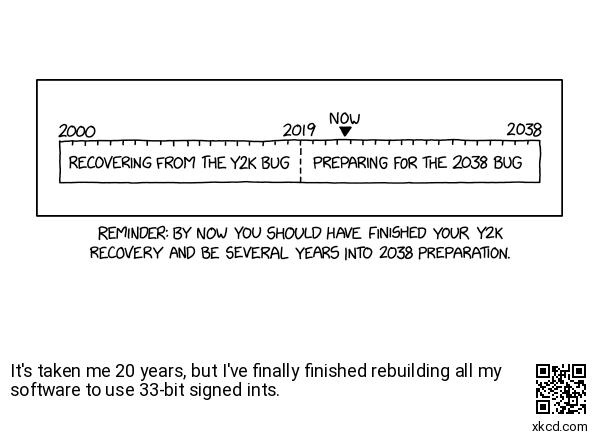 NOW
2000 2019 2038
RECOVERING FROM THE Y2K BUG PREPARING FOR THE 2038 BUG
REMINDER: BY NOW YOU SHOULD HAVE FINISHED YOUR Y2K
RECOVERY AND BE SEVERAL YEARS INTO 2038 PREPARATION.
It's taken me 20 years, but I've finally finished rebuilding all my
software to use 33-bit signed ints.
xkcd.com